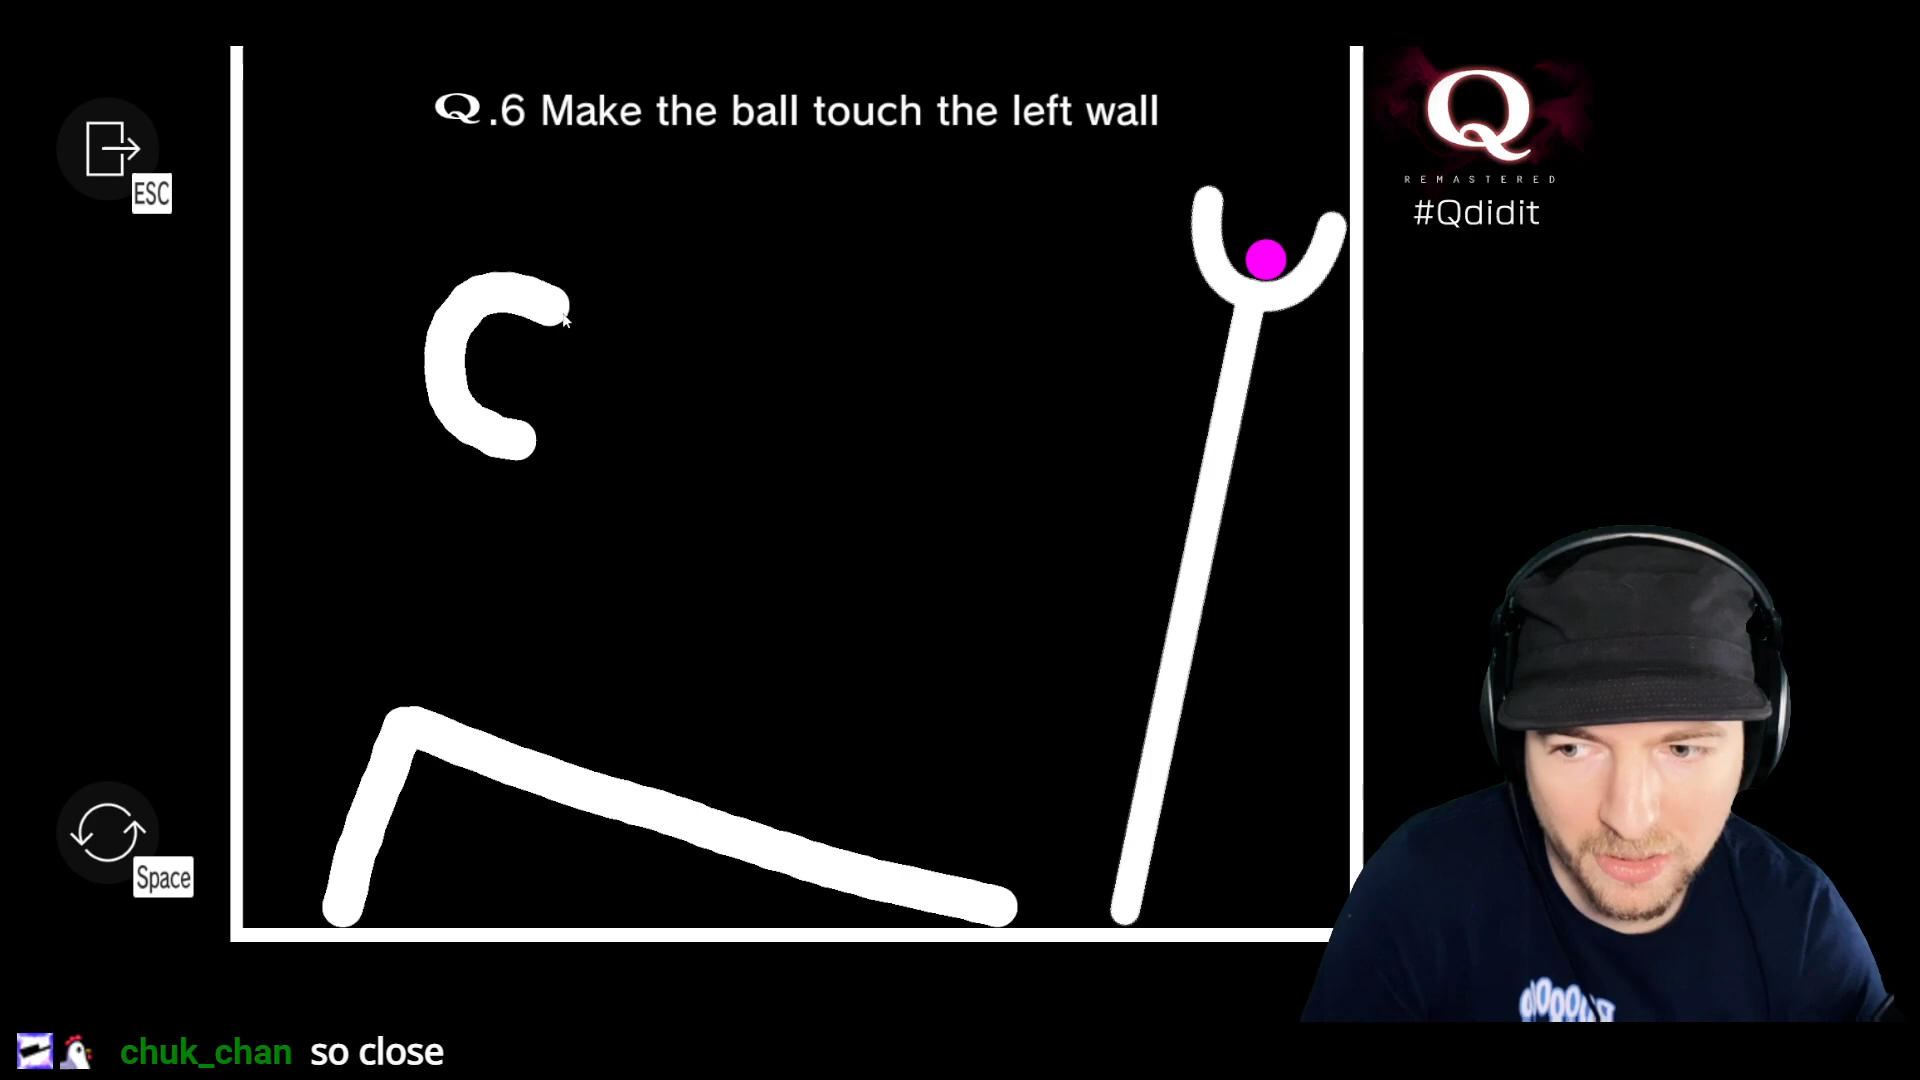 Q.6 Make the ball touch the left wall
Q
REMASTERED
#Qdidit
ESC
Space
chuk_chan so close